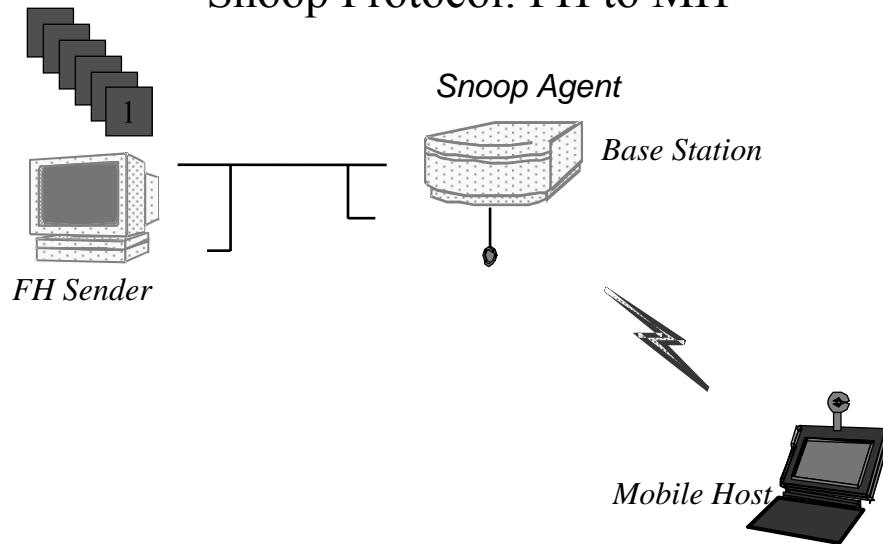 Snoop Protocol: FH to MH
1
Snoop Agent
Base Station
FH Sender
Mobile Host